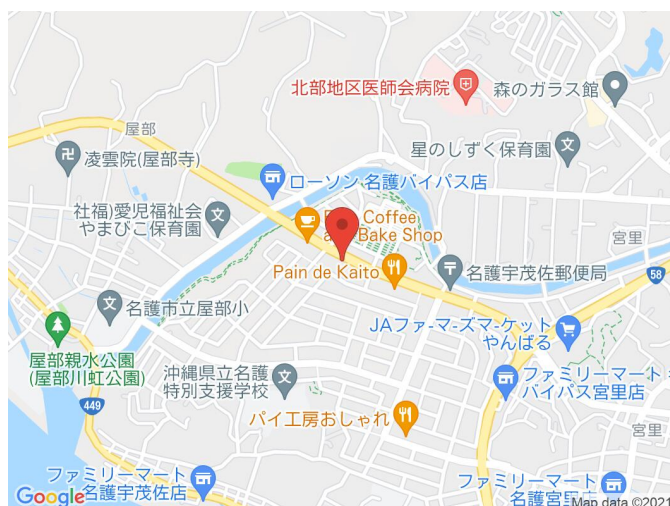 北部地区医師会病院
森のガラス館
屋部
凌雲院(屋部寺)
星のしずく保育園
ローソン 名護バイパス店
社福)愛児福祉会
やまびこ保育園
Coffee
Bake Shop
宮里
Pain de Kaito
名護宇茂佐郵便局
58
名護市立屋部小
JAファ-マ-ズマ-ケット
やんばる
屋部親水公園
(屋部川虹公園)
沖縄県立名護
特別支援学校
ファミリーマート
バイパス宮里店
449
パイ工房おしゃれ
宮里
ファミリーマート
名護宇茂佐店
ファミリーマート
名護宮里店
Google
Map data ©2021